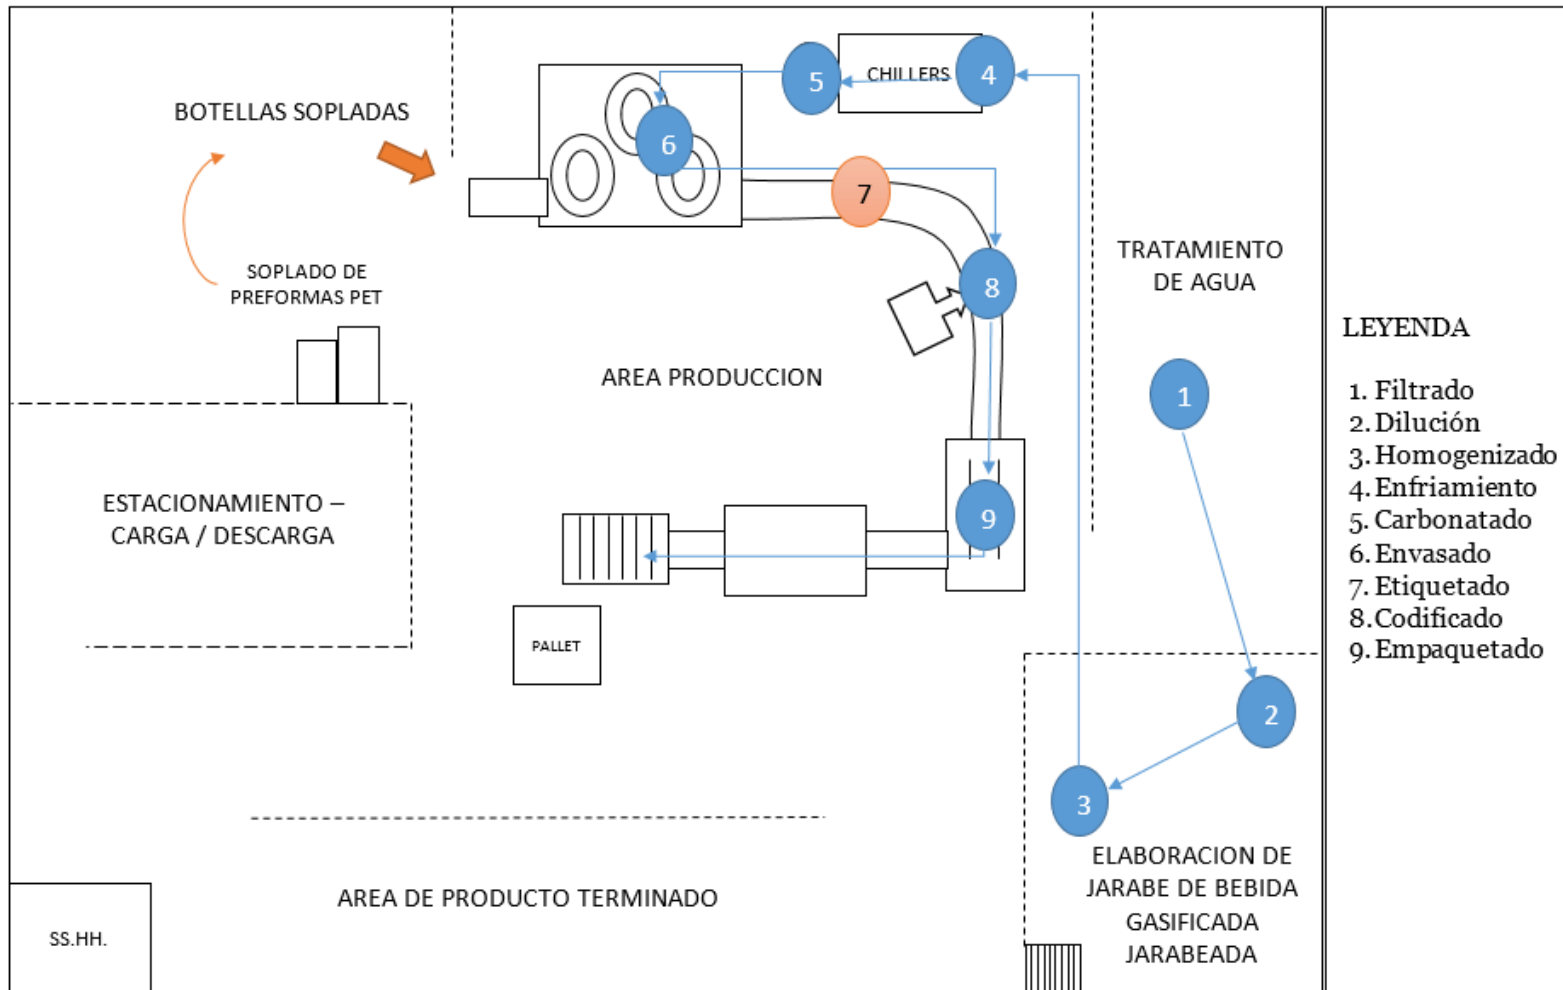 BOTELLAS SOPLADAS
SOPLADO DE
PREFORMAS PET
ESTACIONAMIENTO –
CARGA / DESCARGA
SS.HH.
CHILLERS
4
5
6
7
8
9
AREA PRODUCCION
PALLET
AREA DE PRODUCTO TERMINADO
TRATAMIENTO
DE AGUA
1
2
3
ELABORACION DE
JARABE DE BEBIDA
GASIFICADA
JARABEADA
LEYENDA
1. Filtrado
2. Dilución
3. Homogenizado
4. Enfriamiento
5. Carbonatado
6. Envasado
7. Etiquetado
8. Codificado
9. Empaquetado